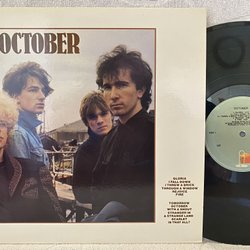 OCTOBER
GLORIA
I FALL DOWN
I THREW A BRICK
THROUGH A WINDOW
REJOICE
FIRE
TOMORROW
OCTOBER
WITH A SHOUT
STRANGER IN
A STRANGE LAND
SCARLET
IS THAT ALL?
OCTOBER